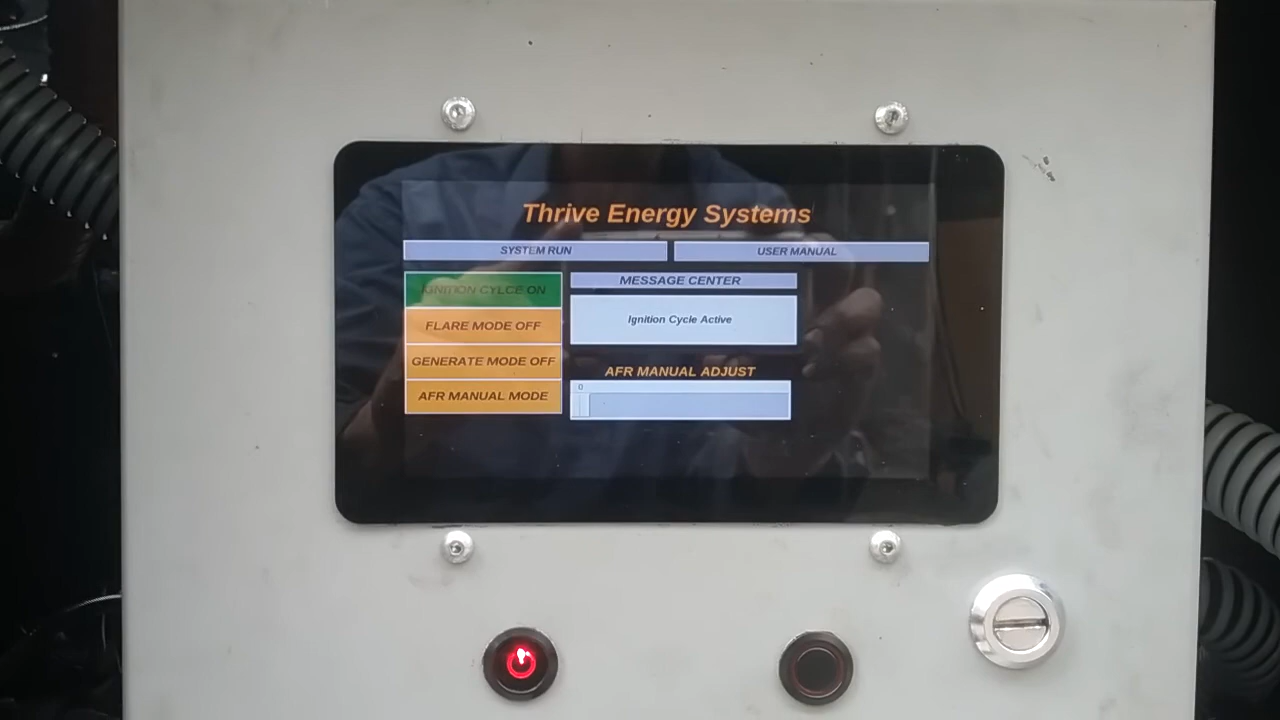 Thrive Energy Systems
SYSTEM RUN
USER MANUAL
IGNITION CYLCE ON
MESSAGE CENTER
Ignition Cycle Active
FLARE MODE OFF
GENERATE MODE OFF
AFR MANUAL ADJUST
0
AFR MANUAL MODE